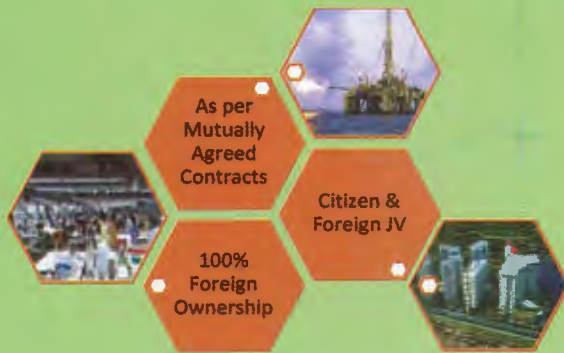 As per
Mutually
Agreed
Contracts
Citizen &
Foreign JV
100%
Foreign
Ownership